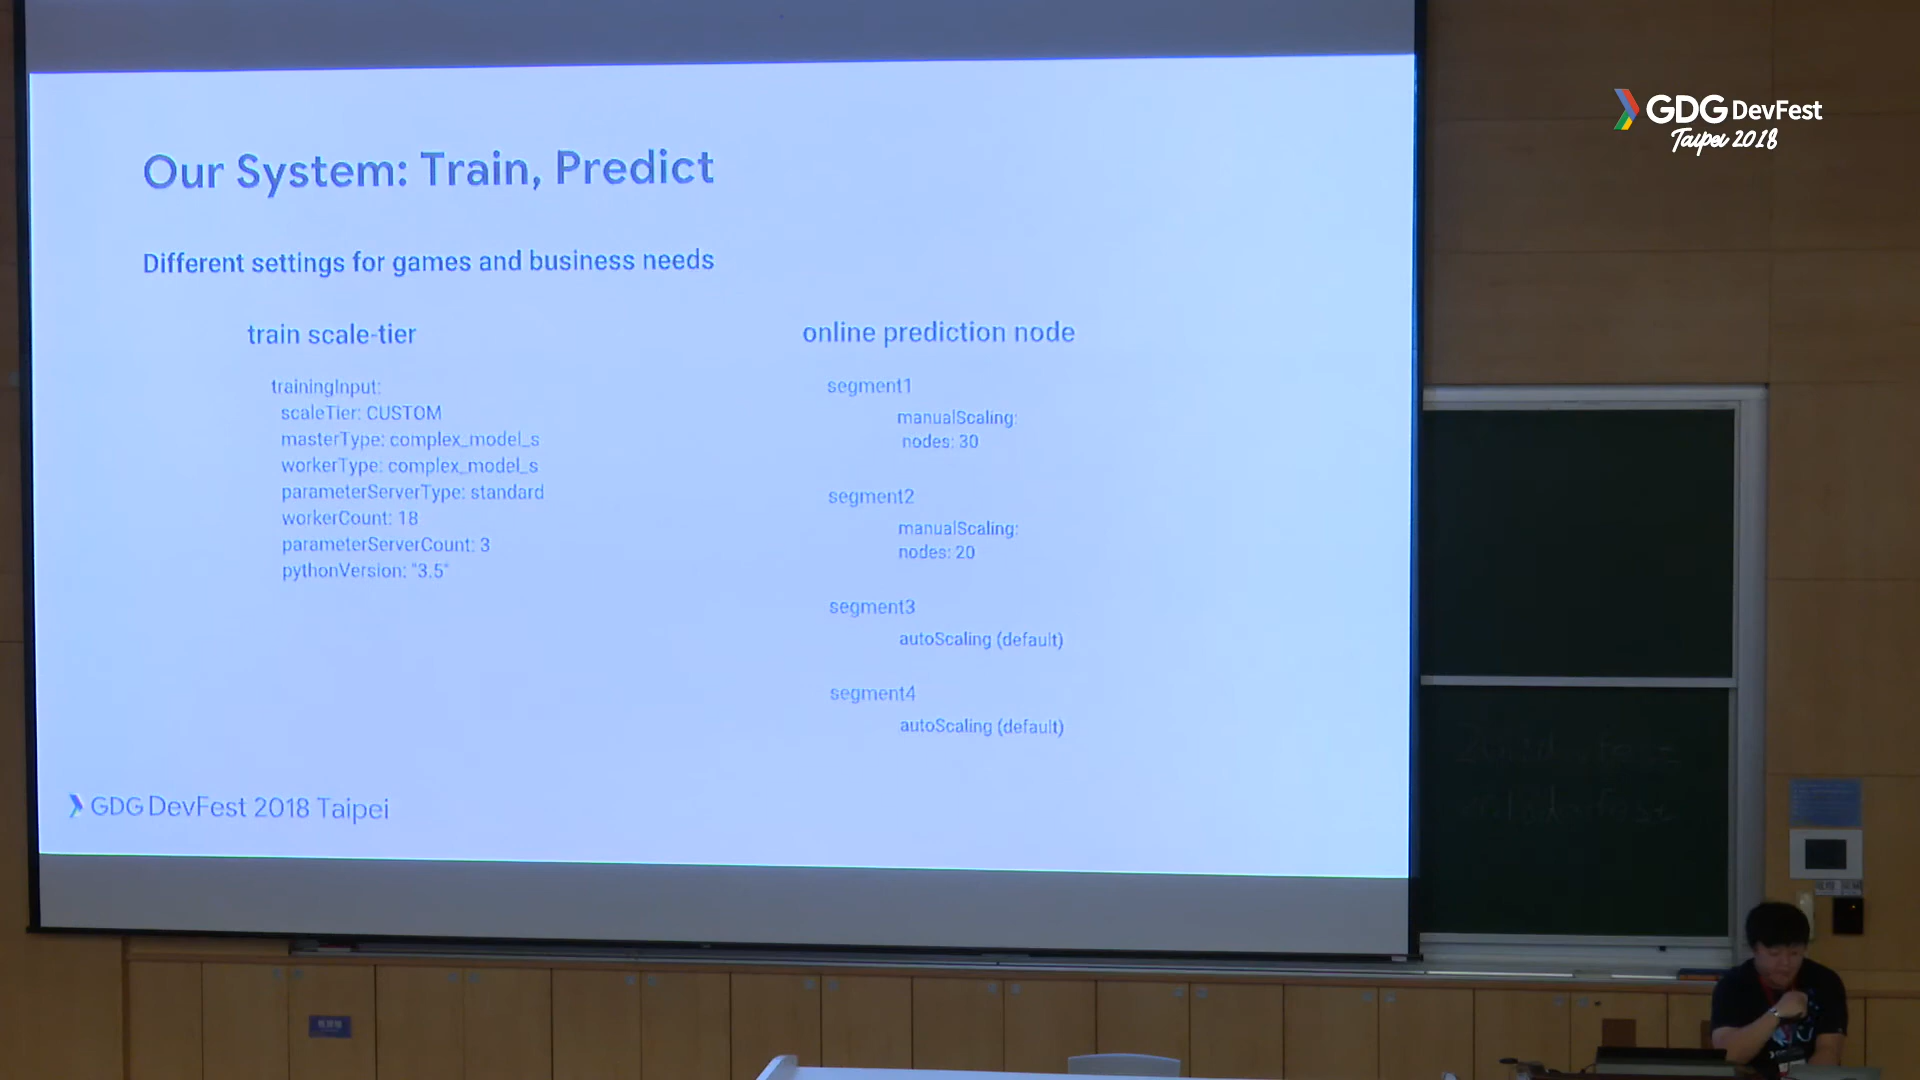 Our System: Train, Predict
Different settings for games and business needs
train scale-tier
trainingInput:
scaleTier: CUSTOM
masterType: complex_model_s
workerType: complex_model_s
parameterServerType: standard
workerCount: 18
parameterServerCount: 3
pythonVersion: "3.5"
online prediction node
segment1
manualScaling:
nodes: 30
segment2
manualScaling:
nodes: 20
segment3
autoScaling (default)
segment4
autoScaling (default)
GDG DevFest 2018 Taipei
GDG DevFest
Taipei 2018